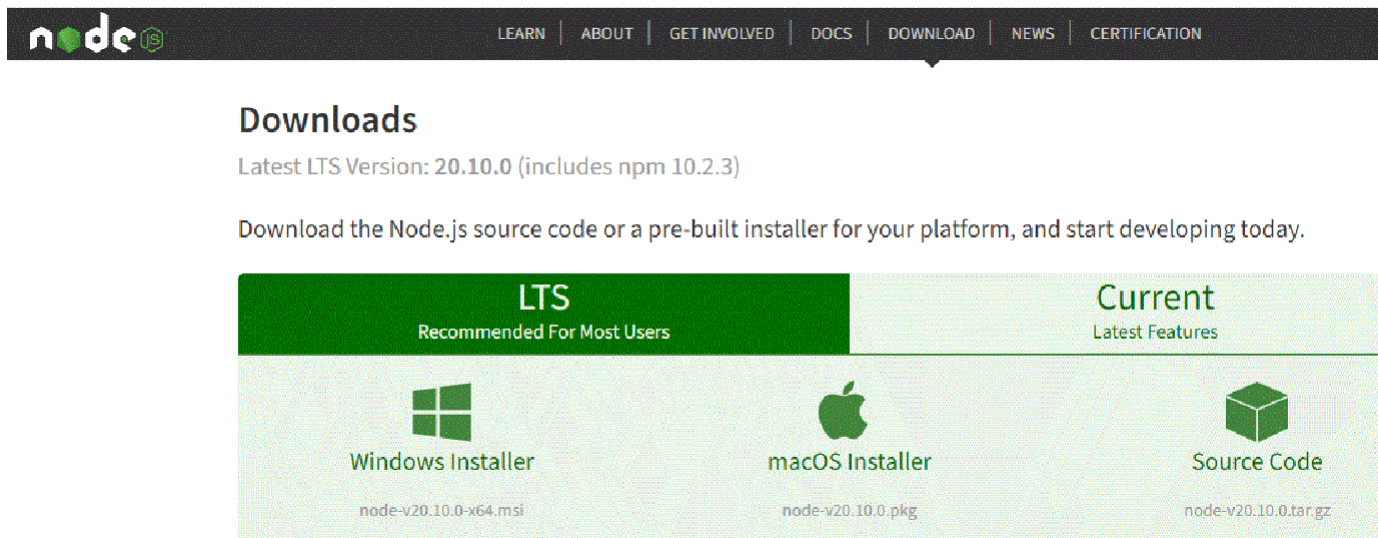 node JS
LEARN | ABOUT | GET INVOLVED | DOCS | DOWNLOAD | NEWS | CERTIFICATION
Downloads
Latest LTS Version: 20.10.0 (includes npm 10.2.3)
Download the Node.js source code or a pre-built installer for your platform, and start developing today.
LTS Current
Recommended For Most Users Latest Features
Windows Installer macOS Installer Source Code
node-v20.10.0-x64.msi node-v20.10.0.pkg node-v20.10.0.tar.gz